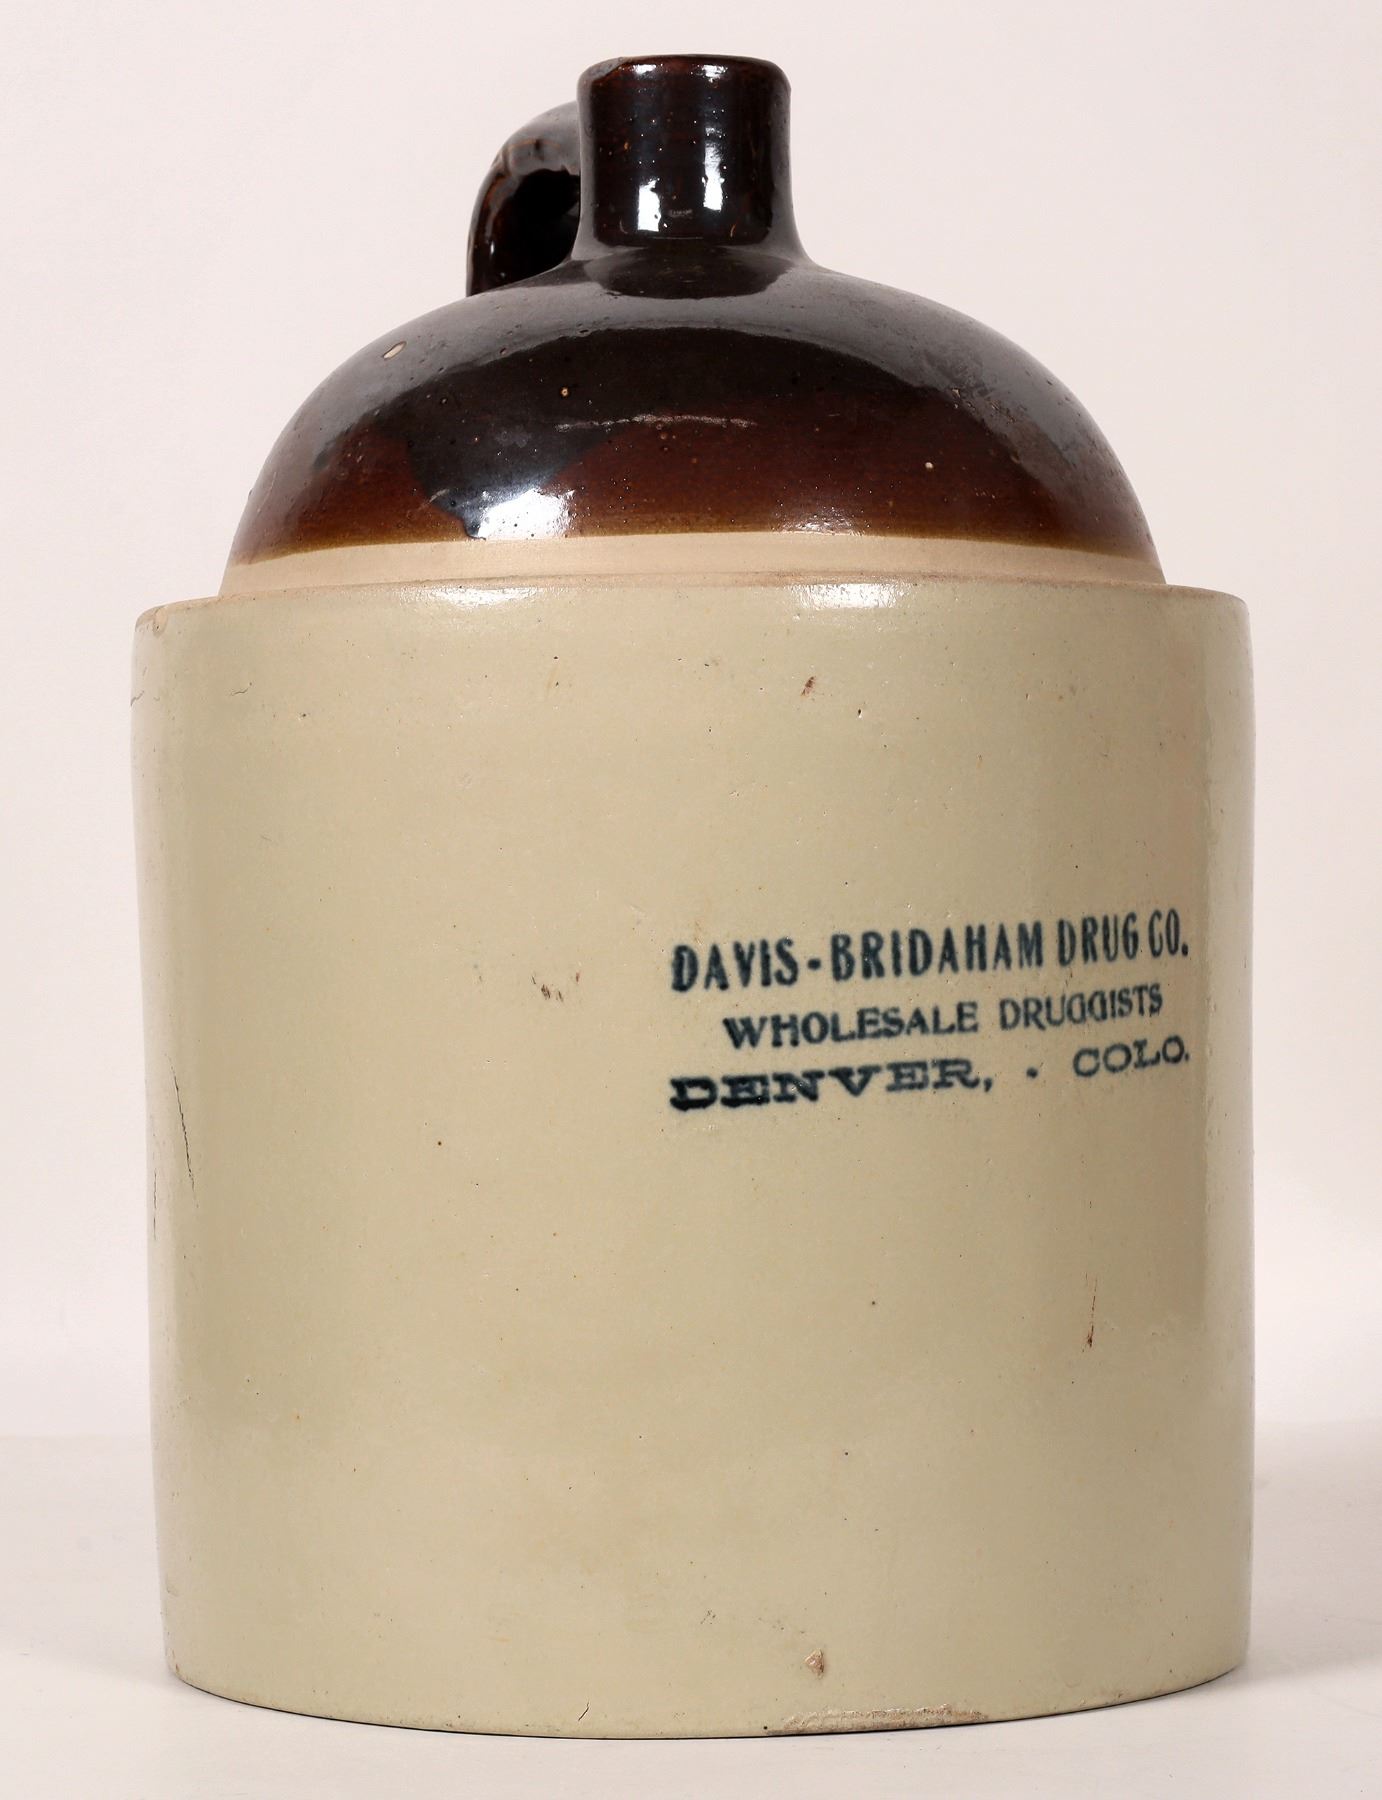 DAVIS-BRIDAHAM DRUG CO.
WHOLESALE DRUGGISTS
DENVER, · COLO.